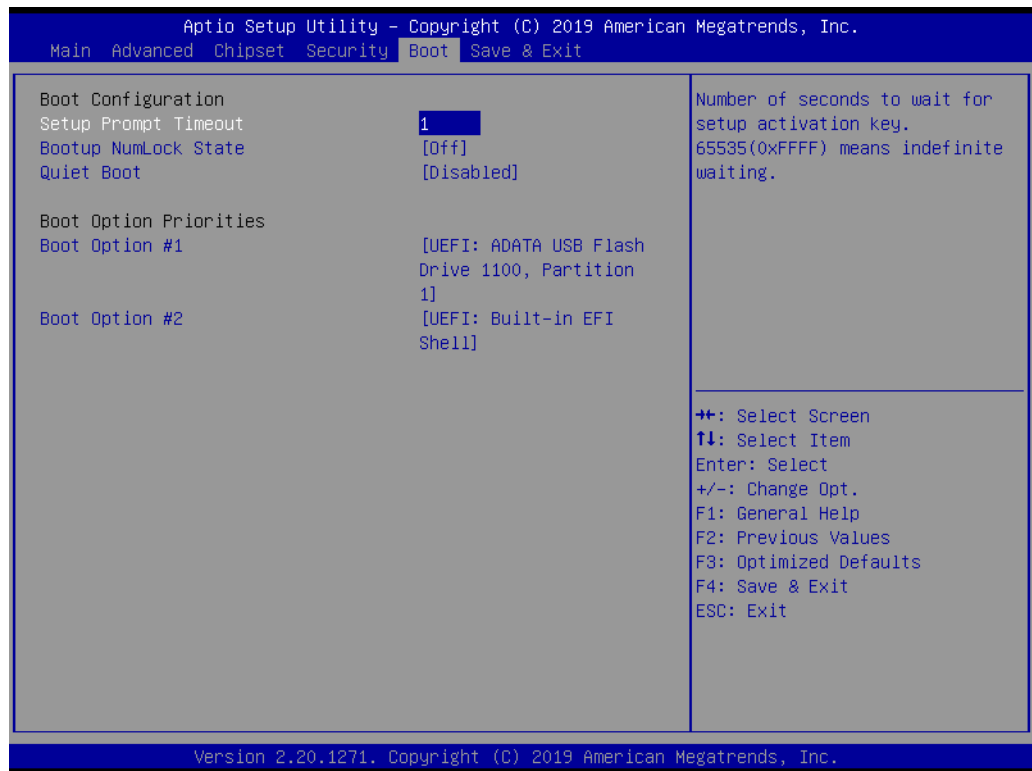 Aptio Setup Utility – Copyright (C) 2019 American Megatrends, Inc.
Main Advanced Chipset Security Boot Save & Exit
Boot Configuration
Setup Prompt Timeout 1
Bootup NumLock State [Off]
Quiet Boot [Disabled]
Boot Option Priorities
Boot Option #1 [UEFI: ADATA USB Flash
Drive 1100, Partition
1]
Boot Option #2 [UEFI: Built-in EFI
Shell]
Number of seconds to wait for
setup activation key.
65535(0xFFFF) means indefinite
waiting.
→←: Select Screen
↑↓: Select Item
Enter: Select
+/-: Change Opt.
F1: General Help
F2: Previous Values
F3: Optimized Defaults
F4: Save & Exit
ESC: Exit
Version 2.20.1271. Copyright (C) 2019 American Megatrends, Inc.